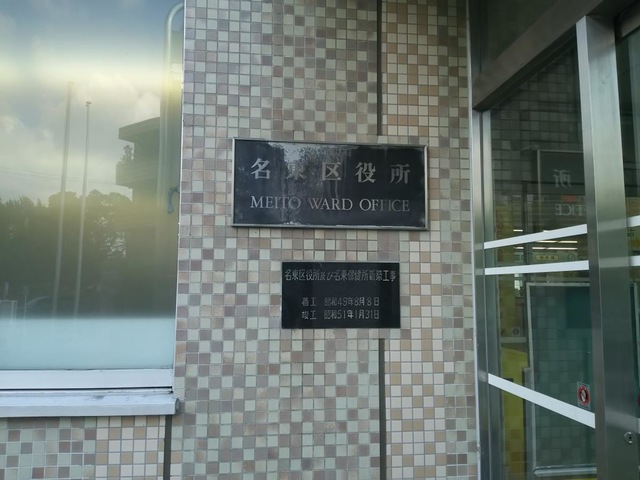 名東区役所
MEITO WARD OFFICE
名東区役所及び名東保健所新築工事
着工 昭和49年8月8日
竣工 昭和51年1月31日
所
OFFICE